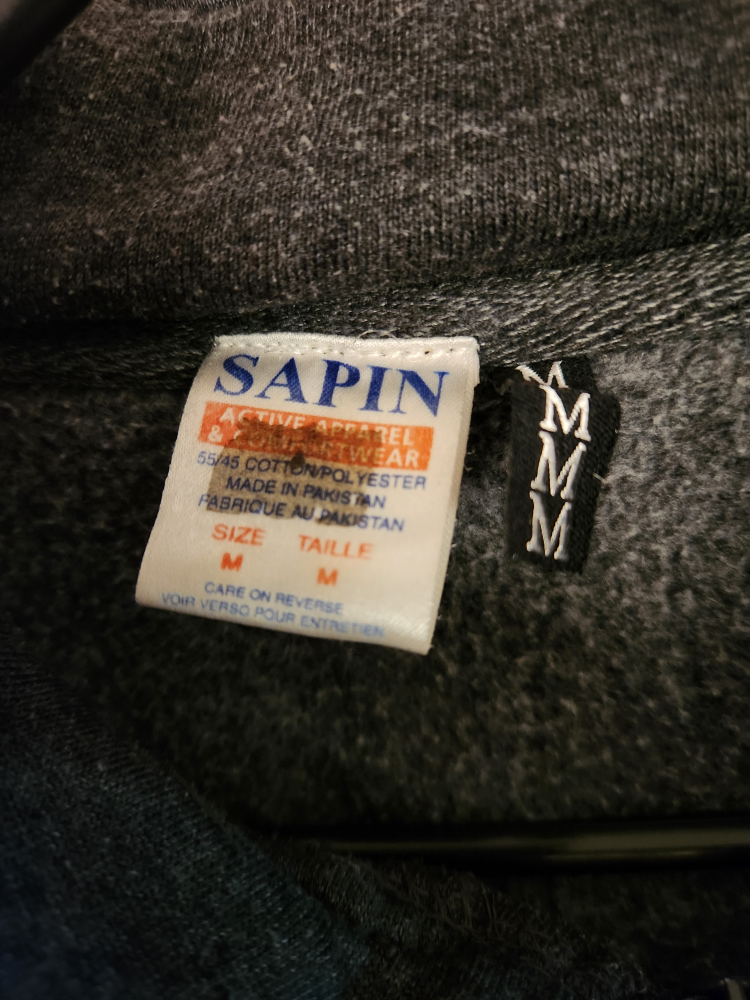 SAPIN
ACTIVE APPAREL
& COMFORTWEAR
55/45 COTTON/POLYESTER
MADE IN PAKISTAN
FABRIQUE AU PAKISTAN
SIZE TAILLE
M M
CARE ON REVERSE
VOIR VERSO POUR ENTRETIEN
M
M
M
M